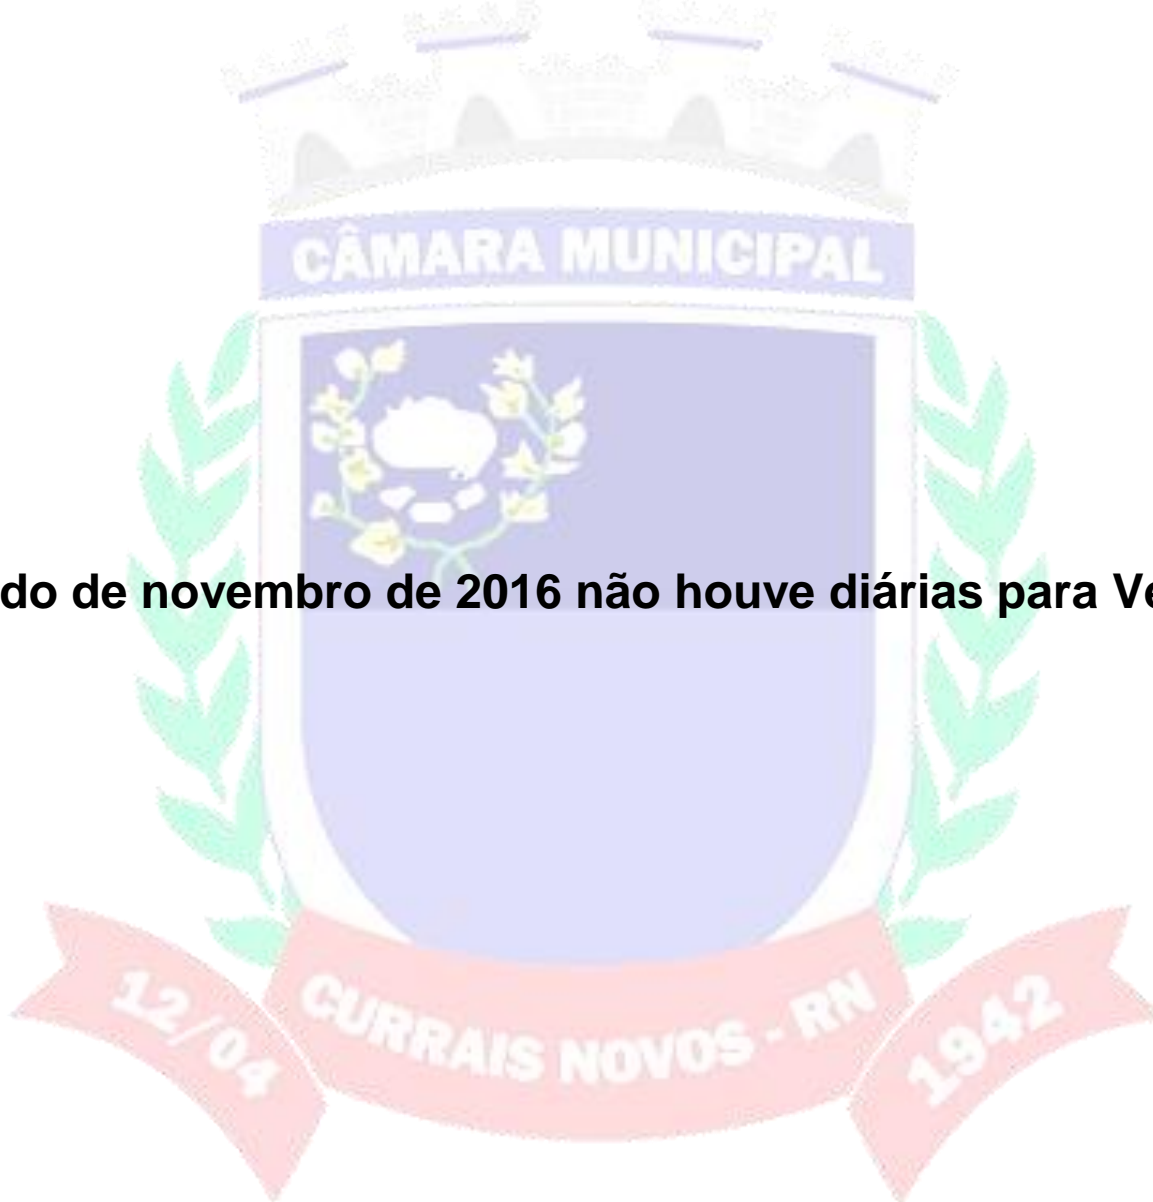 CÂMARA MUNICIPAL
do de novembro de 2016 não houve diárias para Ve
12/04
CURRAIS NOVOS - RN
1942